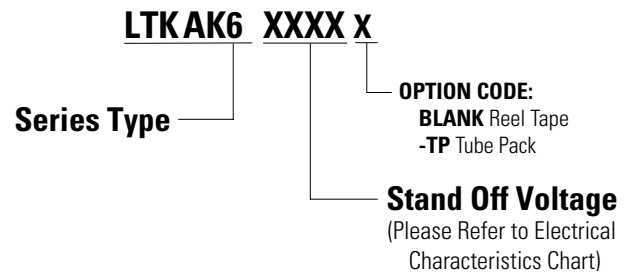 LTKAK6 XXXX x
OPTION CODE:
BLANK Reel Tape
-TP Tube Pack
Series Type
Stand Off Voltage
(Please Refer to Electrical
Characteristics Chart)